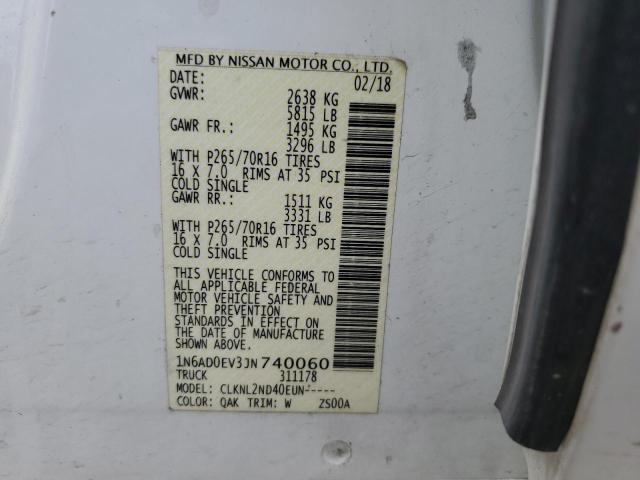 MFD BY NISSAN MOTOR CO., LTD.
DATE: 02/18
GVWR: 2638 KG
5815 LB
GAWR FR.: 1495 KG
3296 LB
WITH P265/70R16 TIRES
16 X 7.0 RIMS AT 35 PSI
COLD SINGLE
GAWR RR.: 1511 KG
3331 LB
WITH P265/70R16 TIRES
16 X 7.0 RIMS AT 35 PSI
COLD SINGLE
THIS VEHICLE CONFORMS TO
ALL APPLICABLE FEDERAL
MOTOR VEHICLE SAFETY AND
THEFT PREVENTION
STANDARDS IN EFFECT ON THE
DATE OF MANUFACTURE SHOWN
ABOVE.
1N6AD0EV3JN740060
TRUCK 311178
MODEL: CLKNL2ND40EUN-----
COLOR: QAK TRIM: W ZS00A